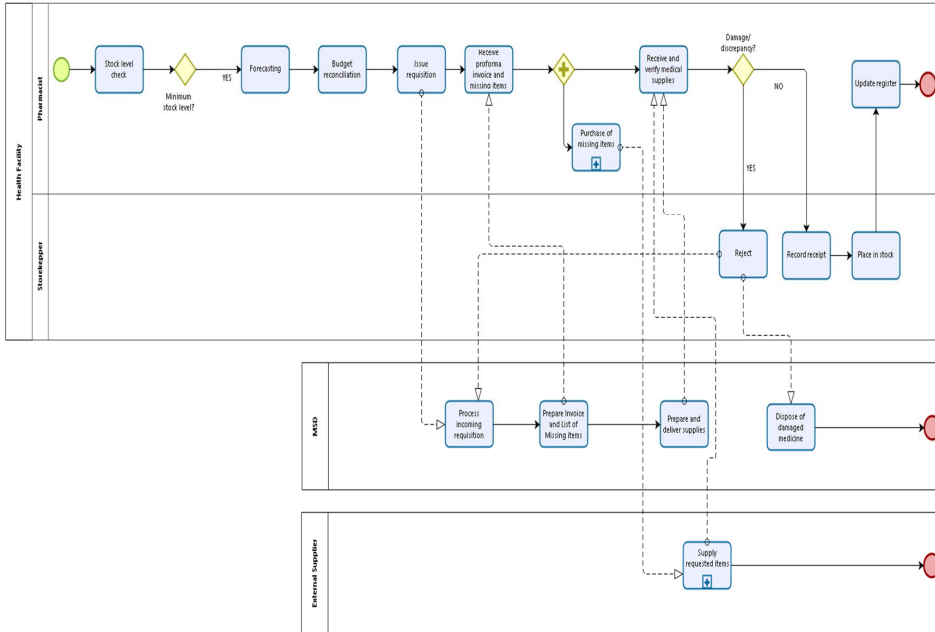 Health Facility
Pharmacist
Stock level
check
Minimum
stock level?
YES
Forecasting
Budget
reconciliation
Issue
requisition
Receive
proforma
invoice and
missing items
Purchase of
missing items
Receive and
verify medical
supplies
Damage/
discrepancy?
NO
YES
Update register
Storekepper
Reject
Record receipt
Place in stock
MSD
Process
incoming
requisition
Prepare Invoice
and List of
Missing items
Prepare and
deliver supplies
Dispose of
damaged
medicine
External Supplier
Supply
requested items